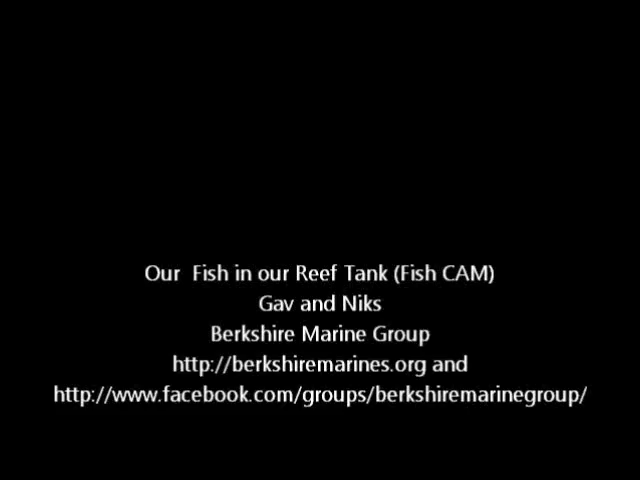 Our  Fish in our Reef Tank (Fish CAM)
Gav and Niks
Berkshire Marine Group
http://berkshiremarines.org and
http://www.facebook.com/groups/berkshiremarinegroup/